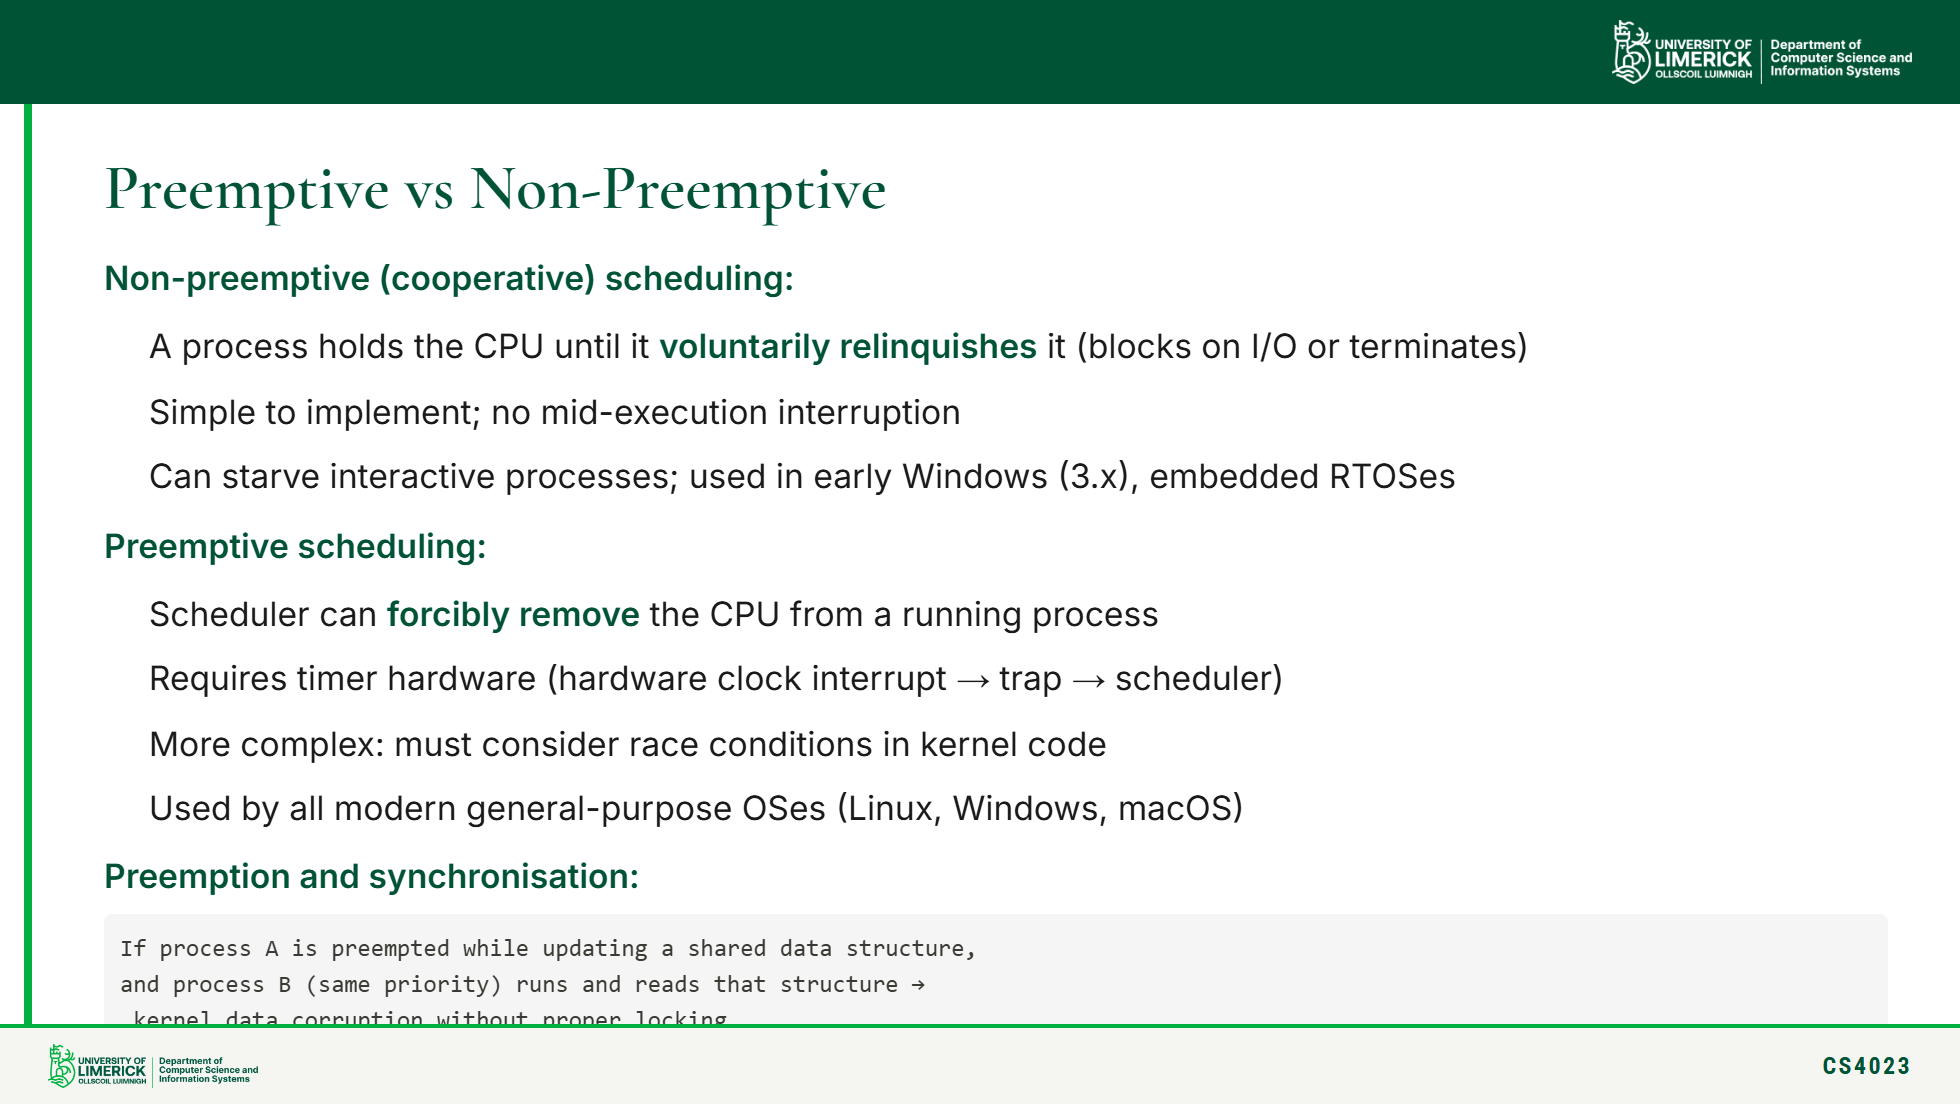 UNIVERSITY OF
LIMERICK
OLLSCOIL LUIMNIGH
Department of
Computer Science and
Information Systems
Preemptive vs Non-Preemptive
Non-preemptive (cooperative) scheduling:
A process holds the CPU until it voluntarily relinquishes it (blocks on I/O or terminates)
Simple to implement; no mid-execution interruption
Can starve interactive processes; used in early Windows (3.x), embedded RTOSes
Preemptive scheduling:
Scheduler can forcibly remove the CPU from a running process
Requires timer hardware (hardware clock interrupt → trap → scheduler)
More complex: must consider race conditions in kernel code
Used by all modern general-purpose OSes (Linux, Windows, macOS)
Preemption and synchronisation:
If process A is preempted while updating a shared data structure,
and process B (same priority) runs and reads that structure →
kernel data corruption without proper locking
UNIVERSITY OF
LIMERICK
OLLSCOIL LUIMNIGH
Department of
Computer Science and
Information Systems
CS4023